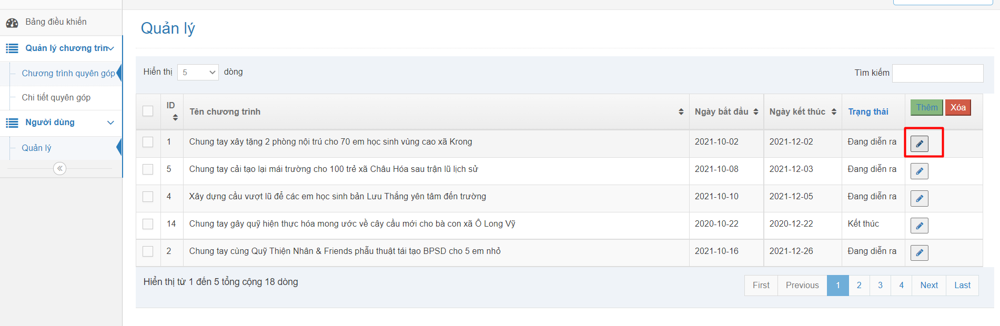 Bảng điều khiển
Quản lý chương trìn
Chương trình quyên góp
Chi tiết quyên góp
Người dùng
Quản lý
Quản lý
Hiển thị 5 dòng
Tìm kiếm
ID Tên chương trình Ngày bắt đầu Ngày kết thúc Trạng thái Thêm Xóa
1 Chung tay xây tặng 2 phòng nội trú cho 70 em học sinh vùng cao xã Krong 2021-10-02 2021-12-02 Đang diễn ra
5 Chung tay cải tạo lại mái trường cho 100 trẻ xã Châu Hóa sau trận lũ lịch sử 2021-10-08 2021-12-03 Đang diễn ra
4 Xây dựng cầu vượt lũ để các em học sinh bản Lưu Thắng yên tâm đến trường 2021-10-10 2021-12-05 Đang diễn ra
14 Chung tay gây quỹ hiện thực hóa mong ước về cây cầu mới cho bà con xã Ô Long Vỹ 2020-10-22 2020-12-22 Kết thúc
2 Chung tay cùng Quỹ Thiện Nhân & Friends phẫu thuật tái tạo BPSD cho 5 em nhỏ 2021-10-16 2021-12-26 Đang diễn ra
Hiển thị từ 1 đến 5 tổng cộng 18 dòng
First Previous 1 2 3 4 Next Last